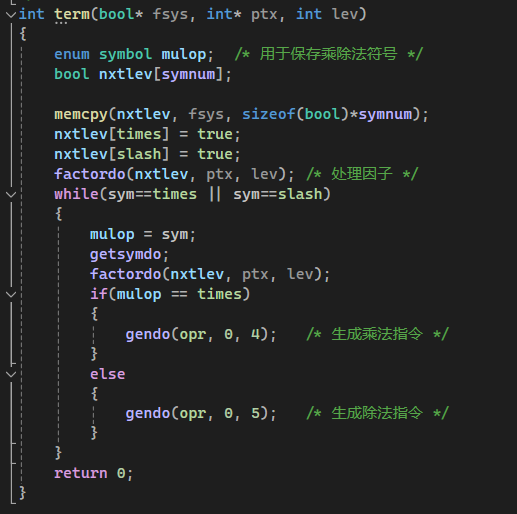 int term(bool* fsys, int* ptx, int lev)
{
enum symbol mulop; /* 用于保存乘除法符号 */
bool nxtlev[symnum];
memcpy(nxtlev, fsys, sizeof(bool)*symnum);
nxtlev[times] = true;
nxtlev[slash] = true;
factordo(nxtlev, ptx, lev); /* 处理因子 */
while(sym==times || sym==slash)
{
mulop = sym;
getsymdo;
factordo(nxtlev, ptx, lev);
if(mulop == times)
{
gendo(opr, 0, 4); /* 生成乘法指令 */
}
else
{
gendo(opr, 0, 5); /* 生成除法指令 */
}
}
return 0;
}